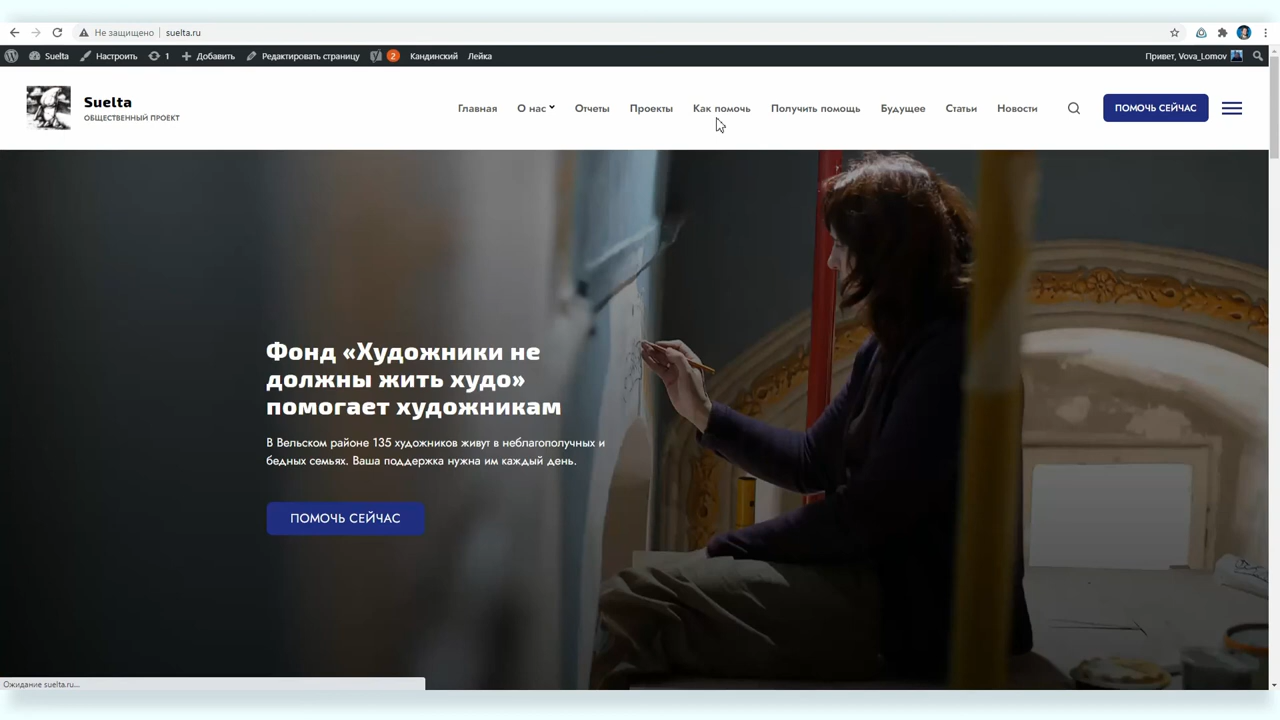 Не защищено
suelta.ru
Suelta
Настроить
1
Добавить
Редактировать страницу
2
Кандинский
Лейка
Привет, Vova_Lomov
Suelta
ОБЩЕСТВЕННЫЙ ПРОЕКТ
Главная
О нас
Отчеты
Проекты
Как помочь
Получить помощь
Будущее
Статьи
Новости
ПОМОЧЬ СЕЙЧАС
Фонд «Художники не
должны жить худо»
помогает художникам
В Вельском районе 135 художников живут в неблагополучных и
бедных семьях. Ваша поддержка нужна им каждый день.
ПОМОЧЬ СЕЙЧАС
Ожидание suelta.ru...